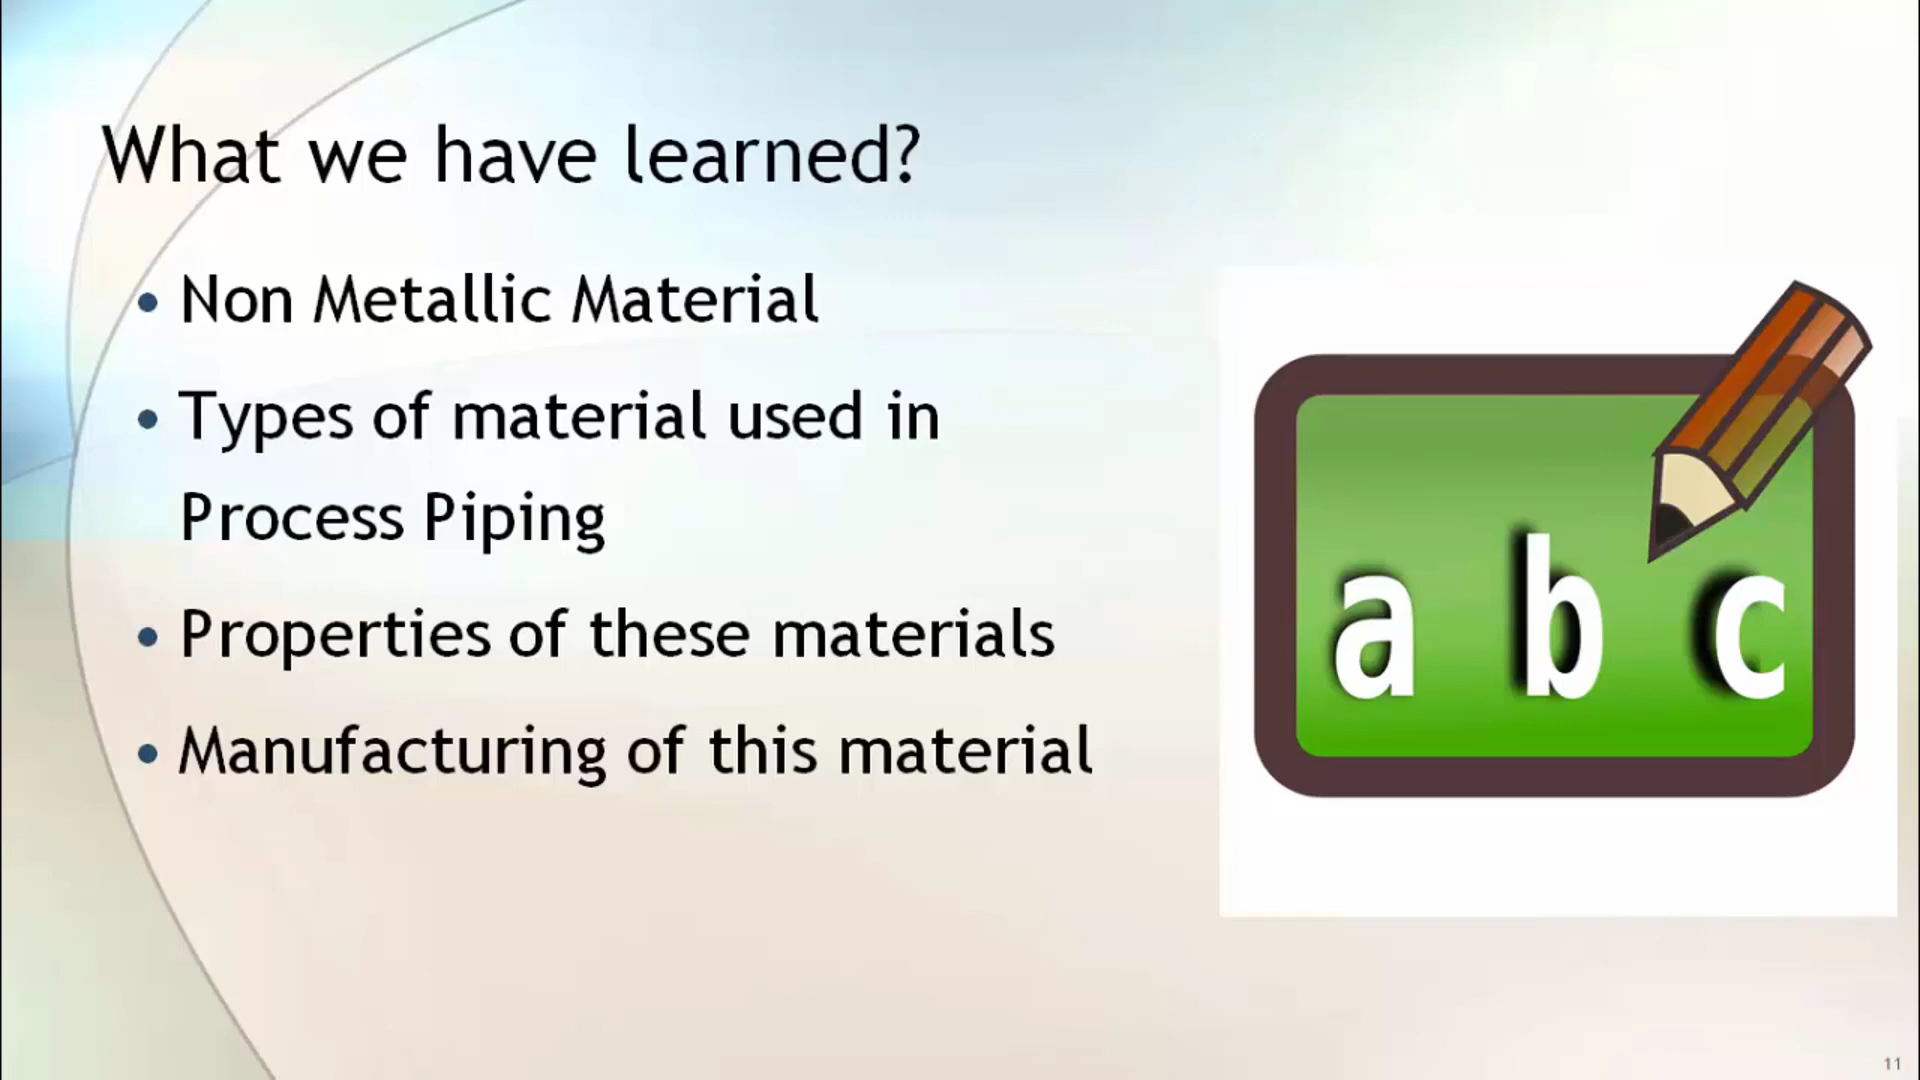 What we have learned?
• Non Metallic Material
• Types of material used in
Process Piping
• Properties of these materials
• Manufacturing of this material
a b c
11